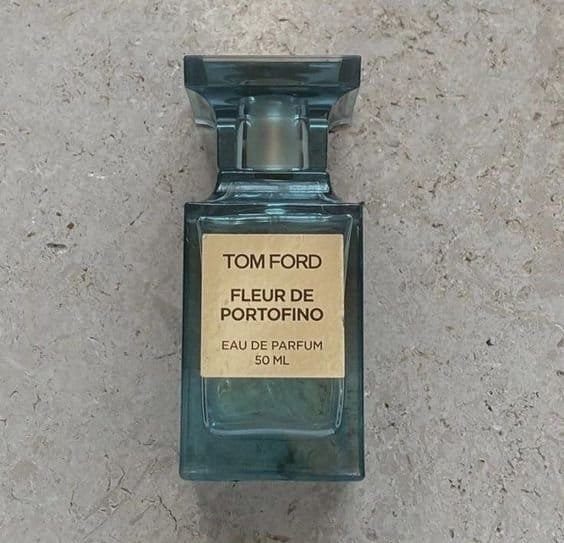 TOM FORD
FLEUR DE
PORTOFINO
EAU DE PARFUM
50 ML